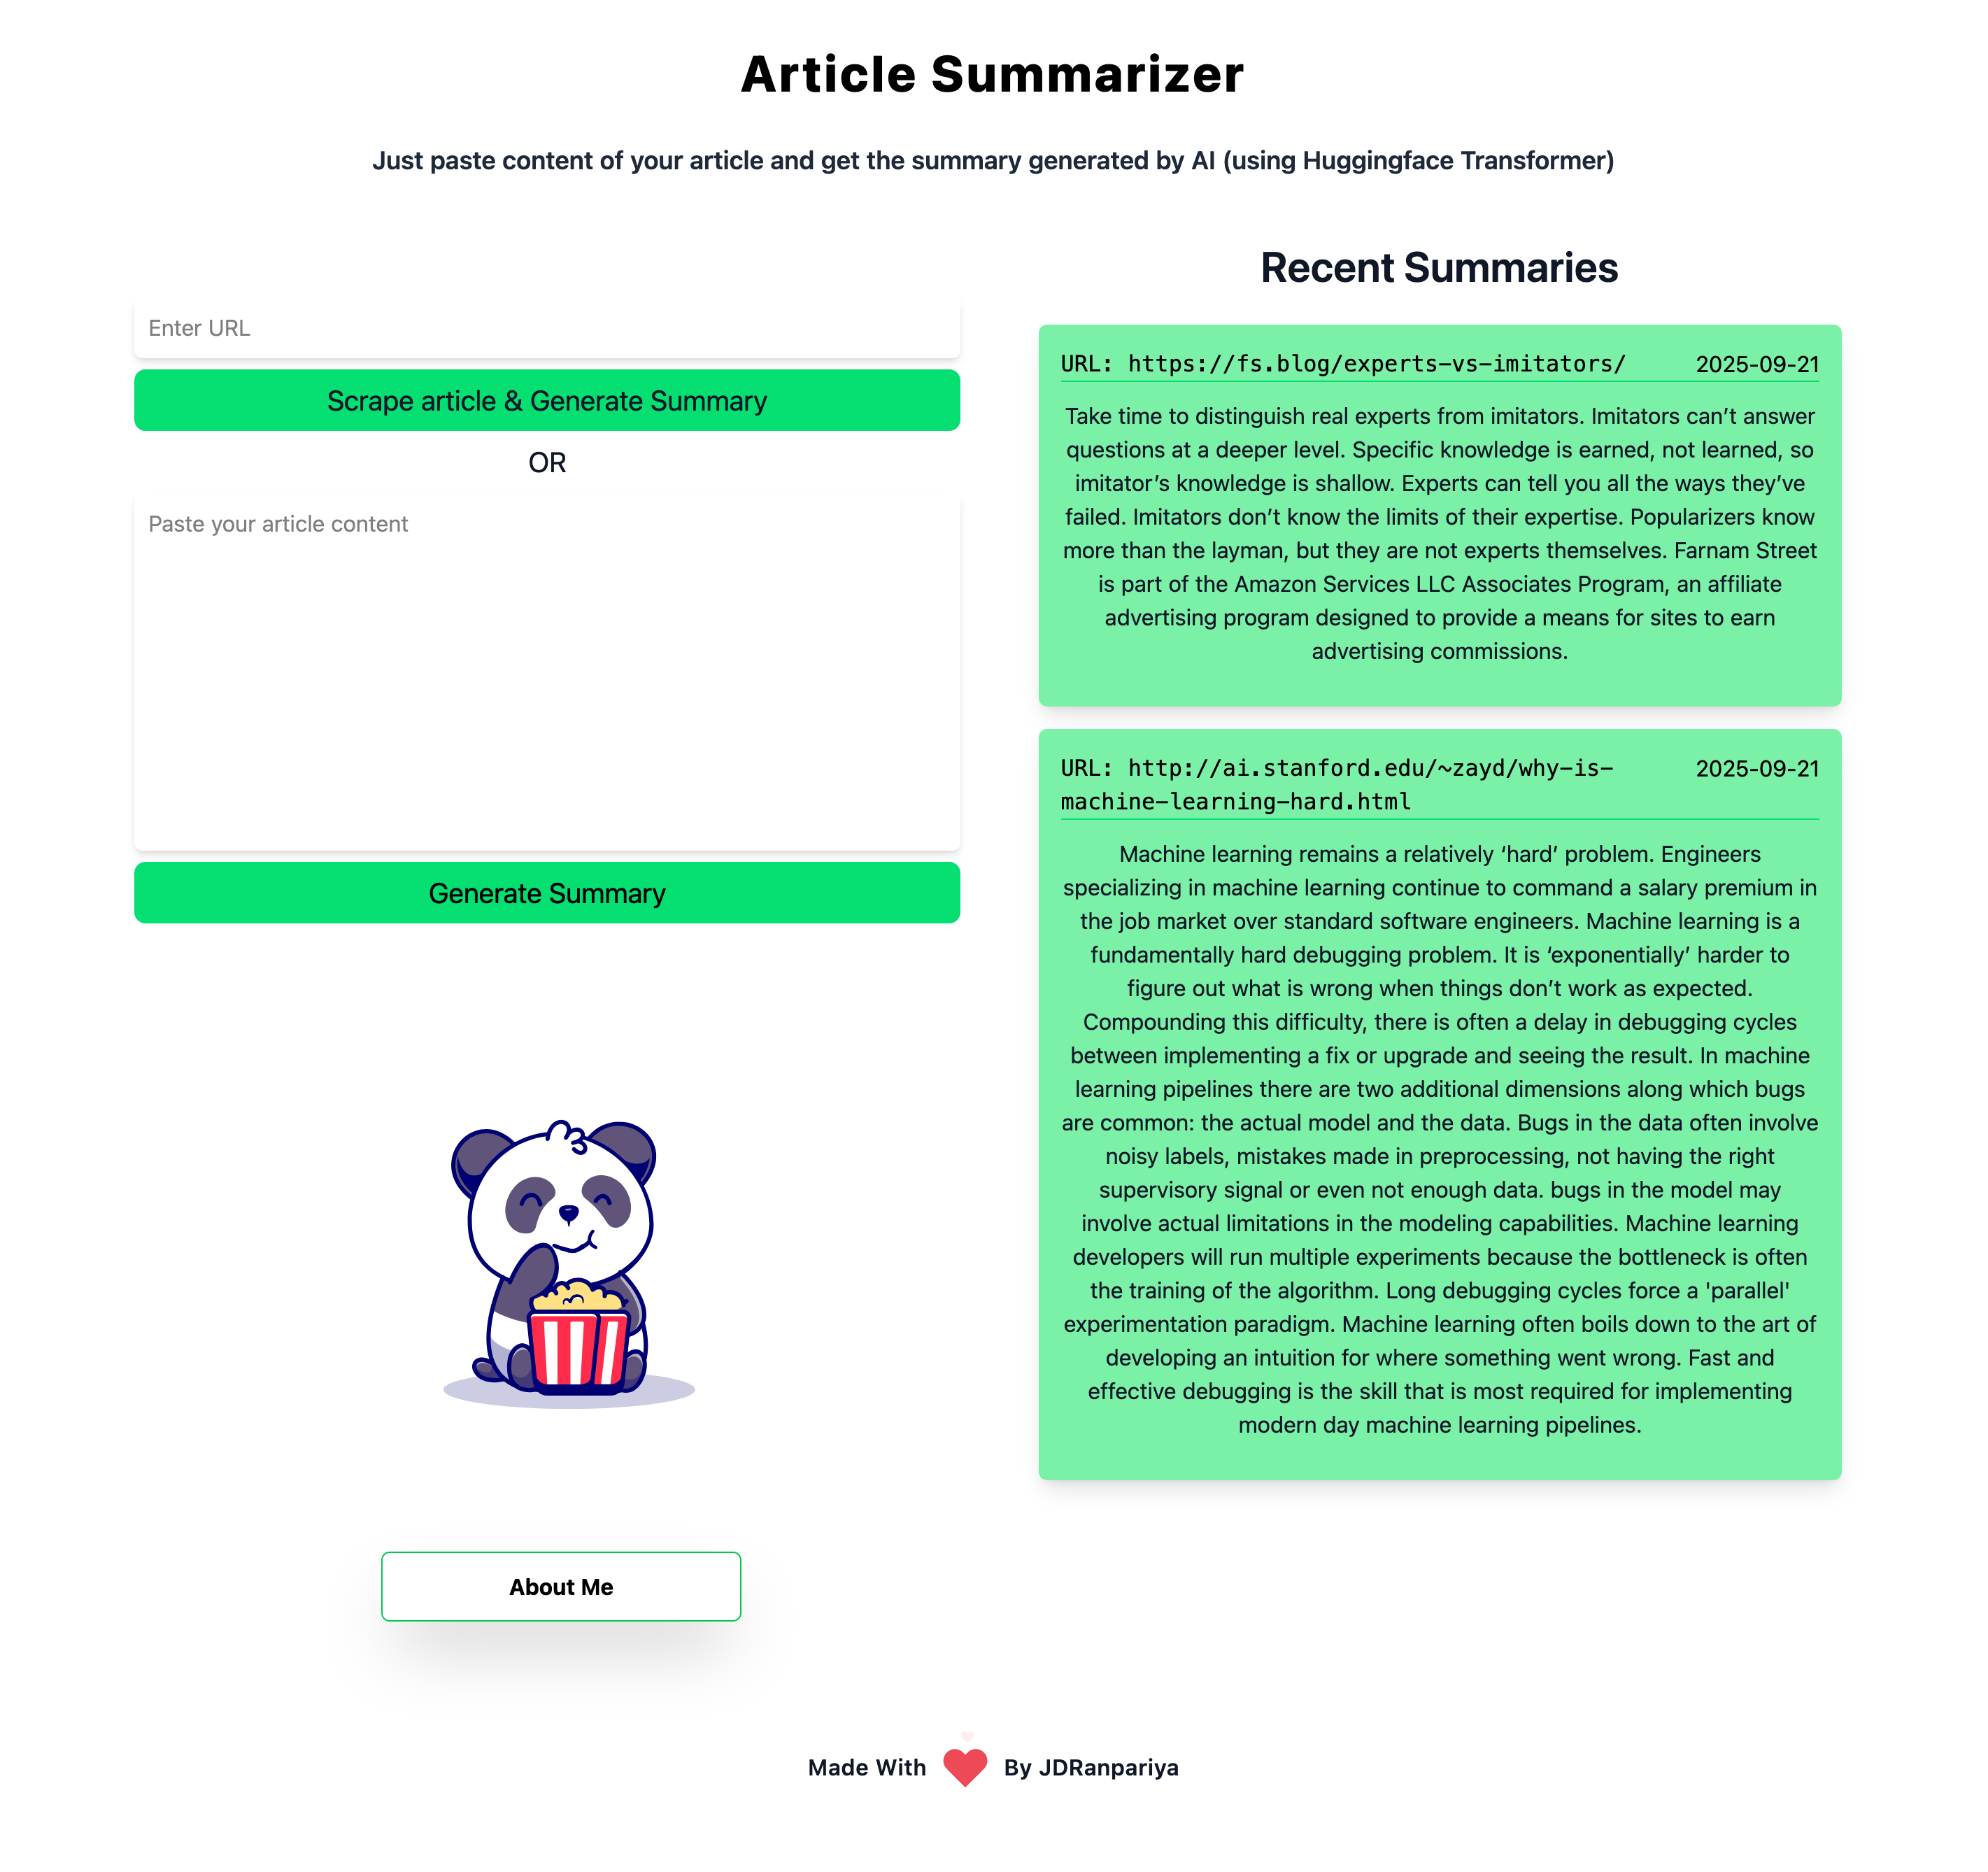 Article Summarizer
Just paste content of your article and get the summary generated by AI (using Huggingface Transformer)
Enter URL
Scrape article & Generate Summary
OR
Paste your article content
Generate Summary
About Me
Recent Summaries
URL: https://fs.blog/experts-vs-imitators/ 2025-09-21
Take time to distinguish real experts from imitators. Imitators can’t answer
questions at a deeper level. Specific knowledge is earned, not learned, so
imitator’s knowledge is shallow. Experts can tell you all the ways they’ve
failed. Imitators don’t know the limits of their expertise. Popularizers know
more than the layman, but they are not experts themselves. Farnam Street
is part of the Amazon Services LLC Associates Program, an affiliate
advertising program designed to provide a means for sites to earn
advertising commissions.
URL: http://ai.stanford.edu/~zayd/why-is- 2025-09-21
machine-learning-hard.html
Machine learning remains a relatively ‘hard’ problem. Engineers
specializing in machine learning continue to command a salary premium in
the job market over standard software engineers. Machine learning is a
fundamentally hard debugging problem. It is ‘exponentially’ harder to
figure out what is wrong when things don’t work as expected.
Compounding this difficulty, there is often a delay in debugging cycles
between implementing a fix or upgrade and seeing the result. In machine
learning pipelines there are two additional dimensions along which bugs
are common: the actual model and the data. Bugs in the data often involve
noisy labels, mistakes made in preprocessing, not having the right
supervisory signal or even not enough data. bugs in the model may
involve actual limitations in the modeling capabilities. Machine learning
developers will run multiple experiments because the bottleneck is often
the training of the algorithm. Long debugging cycles force a 'parallel'
experimentation paradigm. Machine learning often boils down to the art of
developing an intuition for where something went wrong. Fast and
effective debugging is the skill that is most required for implementing
modern day machine learning pipelines.
Made With By JDRanpariya